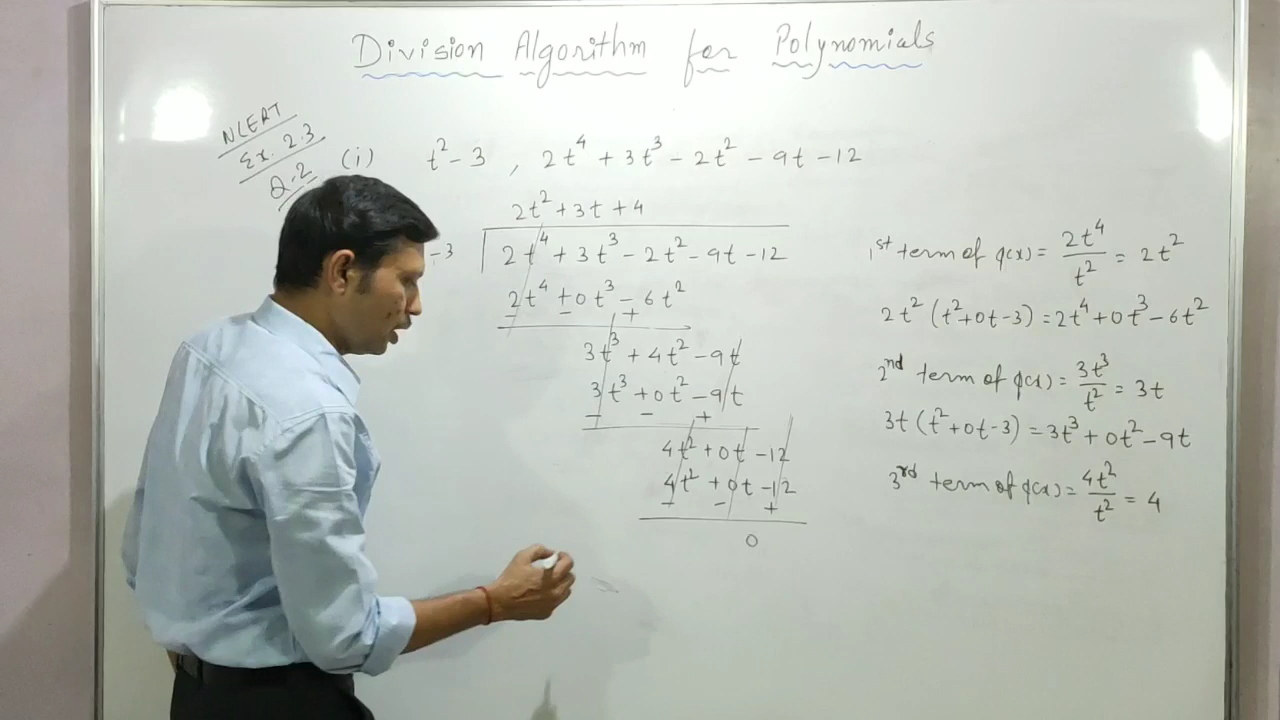 Division Algorithm for Polynomials
NCERT
Ex. 2.3
Q-2
(i) t² - 3 , 2t⁴ + 3t³ - 2t² - 9t - 12
2t² + 3t + 4
-3 2t⁴ + 3t³ - 2t² - 9t - 12
2t⁴ + 0t³ - 6t²
- - +
3t³ + 4t² - 9t
3t³ + 0t² - 9t
- - +
4t² + 0t - 12
4t² + 0t - 12
- - +
0
1st term of q(x) = 2t⁴/t² = 2t²
2t² (t² + 0t - 3) = 2t⁴ + 0t³ - 6t²
2nd term of q(x) = 3t³/t² = 3t
3t (t² + 0t - 3) = 3t³ + 0t² - 9t
3rd term of q(x) = 4t²/t² = 4